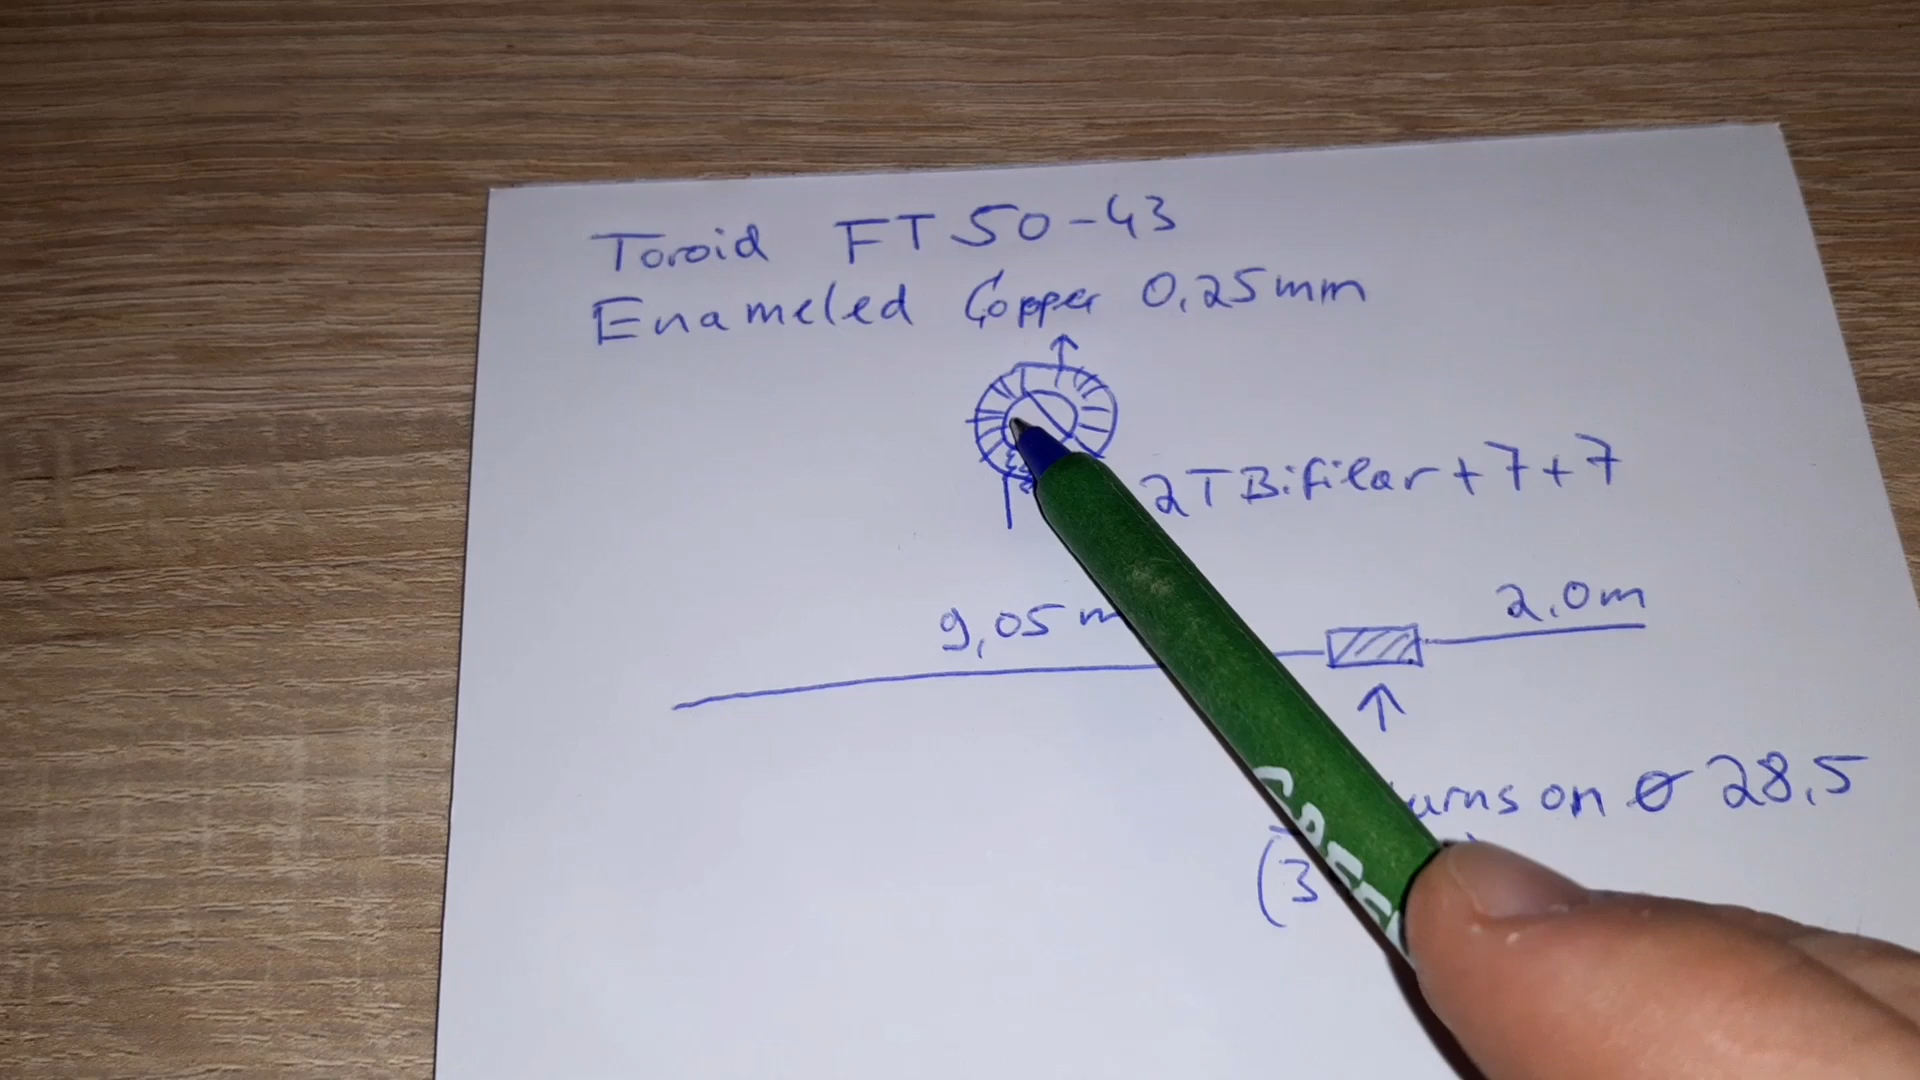 Toroid FT50-43
Enameled Copper 0,25mm
2T Bifilar + 7 + 7
9,05 m
2,0m
on ø 28,5
(3